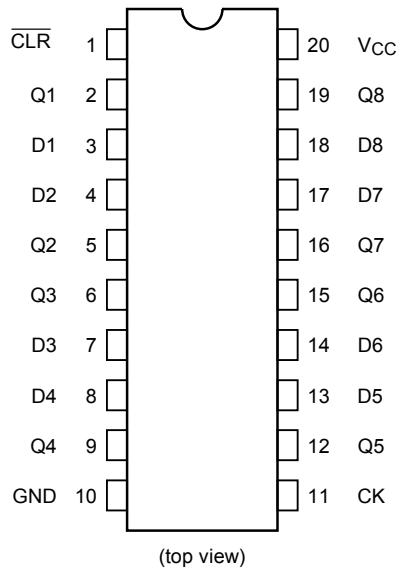 C̅L̅R̅ 1 20 VCC
Q1 2 19 Q8
D1 3 18 D8
D2 4 17 D7
Q2 5 16 Q7
Q3 6 15 Q6
D3 7 14 D6
D4 8 13 D5
Q4 9 12 Q5
GND 10 11 CK
(top view)